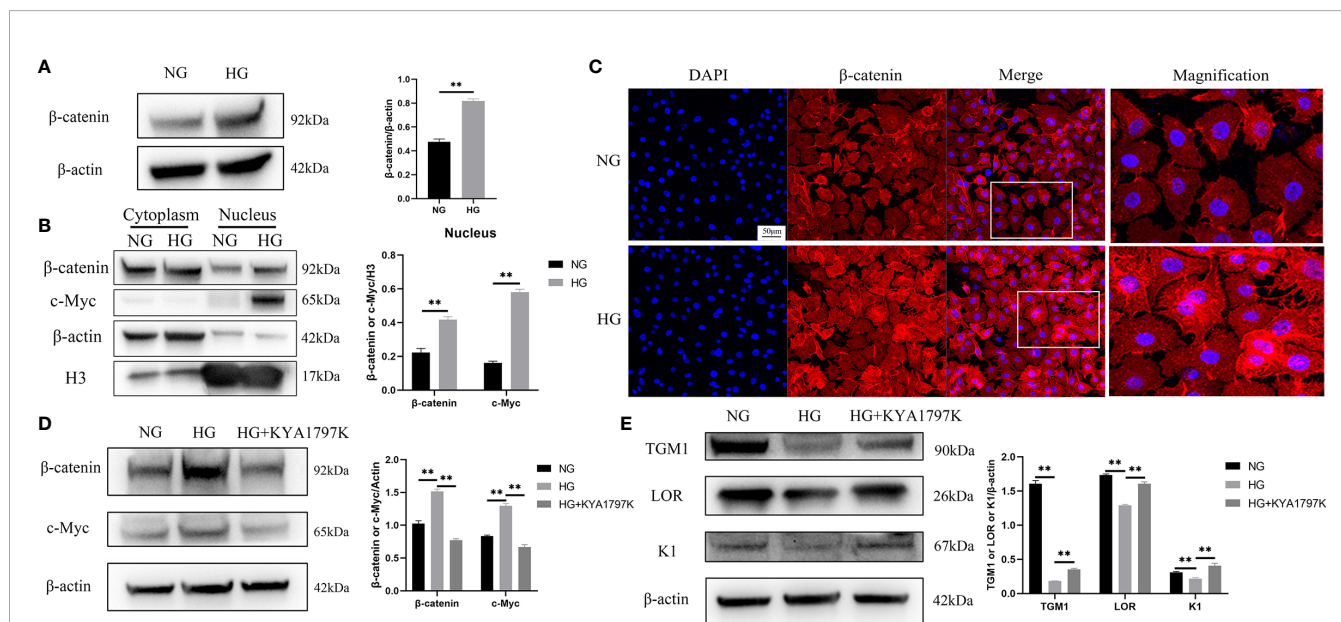 A
NG HG
β-catenin 92kDa
β-actin 42kDa
β-catenin/β-actin
1.0
0.8
0.6
0.4
0.2
0.0
**
NG HG
B
Cytoplasm Nucleus
NG HG NG HG
β-catenin 92kDa
c-Myc 65kDa
β-actin 42kDa
H3 17kDa
Nucleus
β-catenin or c-Myc/H3
0.8
0.6
0.4
0.2
0.0
** **
β-catenin c-Myc
NG
HG
C
DAPI β-catenin Merge Magnification
NG
50μm
HG
D
NG HG HG+KYA1797K
β-catenin 92kDa
c-Myc 65kDa
β-actin 42kDa
β-catenin or c-Myc/Actin
2.0
1.5
1.0
0.5
0.0
** ** ** **
β-catenin c-Myc
NG
HG
HG+KYA1797K
E
NG HG HG+KYA1797K
TGM1 90kDa
LOR 26kDa
K1 67kDa
β-actin 42kDa
TGM1 or LOR or K1/β-actin
2.0
1.5
1.0
0.5
0.0
** ** ** ** ** **
TGM1 LOR K1
NG
HG
HG+KYA1797K